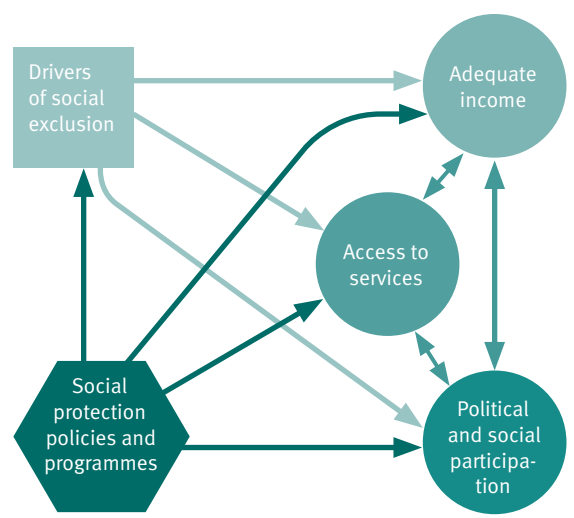 Drivers
of social
exclusion
Adequate
income
Access to
services
Social
protection
policies and
programmes
Political
and social
participa-
tion